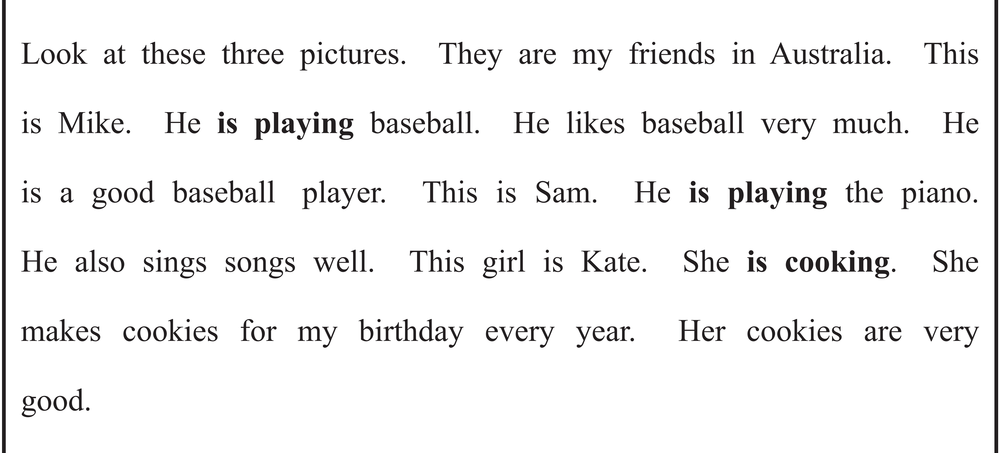 Look at these three pictures. They are my friends in Australia. This
is Mike. He is playing baseball. He likes baseball very much. He
is a good baseball player. This is Sam. He is playing the piano.
He also sings songs well. This girl is Kate. She is cooking. She
makes cookies for my birthday every year. Her cookies are very
good.